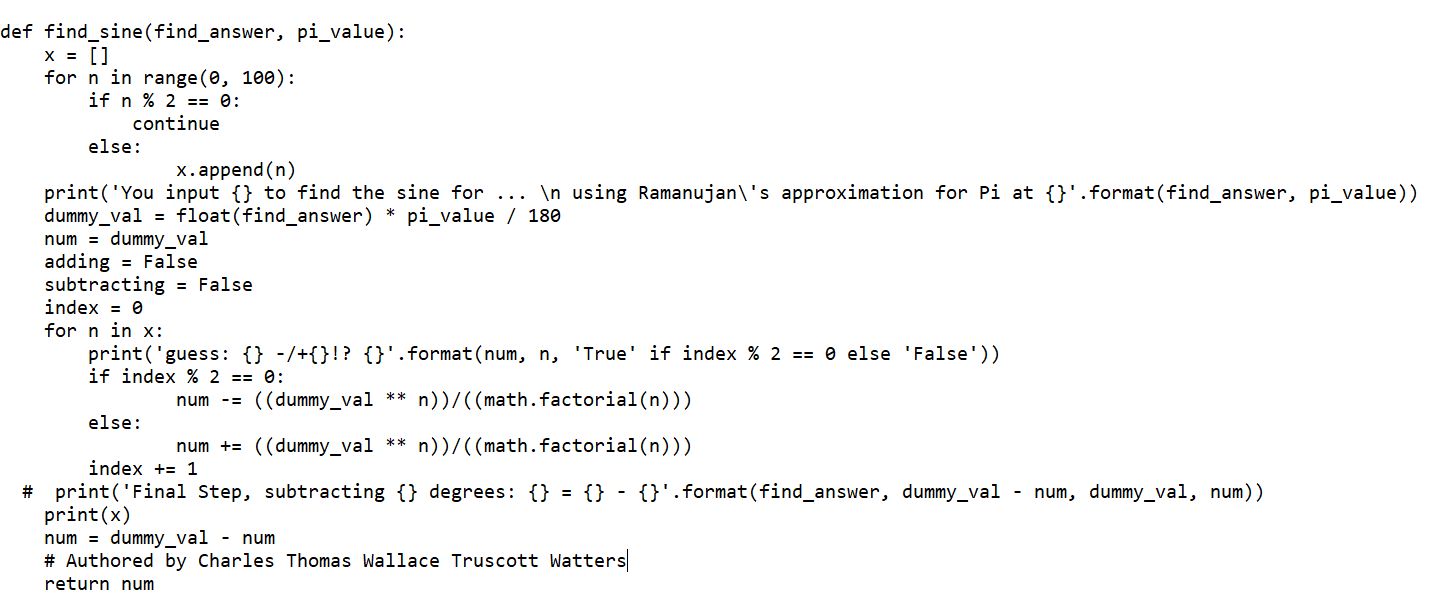 def find_sine(find_answer, pi_value):
    x = []
    for n in range(0, 100):
        if n % 2 == 0:
            continue
        else:
                x.append(n)
    print('You input {} to find the sine for ... \n using Ramanujan\'s approximation for Pi at {}'.format(find_answer, pi_value))
    dummy_val = float(find_answer) * pi_value / 180
    num = dummy_val
    adding = False
    subtracting = False
    index = 0
    for n in x:
        print('guess: {} -/+{}!? {}'.format(num, n, 'True' if index % 2 == 0 else 'False'))
        if index % 2 == 0:
                num -= ((dummy_val ** n))/((math.factorial(n)))
        else:
                num += ((dummy_val ** n))/((math.factorial(n)))
        index += 1
  #  print('Final Step, subtracting {} degrees: {} = {} - {}'.format(find_answer, dummy_val - num, dummy_val, num))
    print(x)
    num = dummy_val - num
    # Authored by Charles Thomas Wallace Truscott Watters
    return num